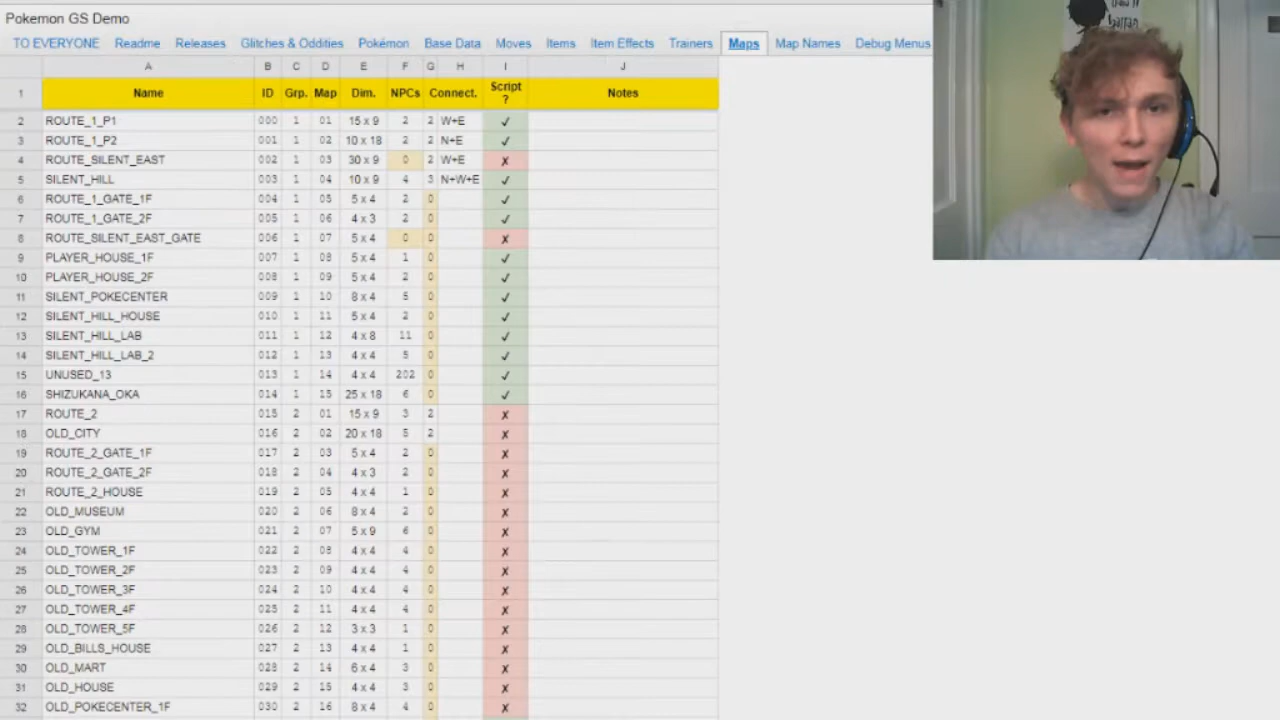 Pokemon GS Demo
TO EVERYONE Readme Releases Glitches & Oddities Pokémon Base Data Moves Items Item Effects Trainers Maps Map Names Debug Menus
A B C D E F G H I J
1 Name ID Grp. Map Dim. NPCs Connect. Script ? Notes
2 ROUTE_1_P1 000 1 01 15 x 9 2 2 W+E ✓
3 ROUTE_1_P2 001 1 02 10 x 18 2 2 N+E ✓
4 ROUTE_SILENT_EAST 002 1 03 30 x 9 0 2 W+E ✗
5 SILENT_HILL 003 1 04 10 x 9 4 3 N+W+E ✓
6 ROUTE_1_GATE_1F 004 1 05 5 x 4 2 0 ✓
7 ROUTE_1_GATE_2F 005 1 06 4 x 3 2 0 ✓
8 ROUTE_SILENT_EAST_GATE 006 1 07 5 x 4 0 0 ✗
9 PLAYER_HOUSE_1F 007 1 08 5 x 4 1 0 ✓
10 PLAYER_HOUSE_2F 008 1 09 5 x 4 2 0 ✓
11 SILENT_POKECENTER 009 1 10 8 x 4 5 0 ✓
12 SILENT_HILL_HOUSE 010 1 11 5 x 4 2 0 ✓
13 SILENT_HILL_LAB 011 1 12 4 x 8 11 0 ✓
14 SILENT_HILL_LAB_2 012 1 13 4 x 4 5 0 ✓
15 UNUSED_13 013 1 14 4 x 4 202 0 ✓
16 SHIZUKANA_OKA 014 1 15 25 x 18 6 0 ✓
17 ROUTE_2 015 2 01 15 x 9 3 2 ✗
18 OLD_CITY 016 2 02 20 x 18 5 2 ✗
19 ROUTE_2_GATE_1F 017 2 03 5 x 4 2 0 ✗
20 ROUTE_2_GATE_2F 018 2 04 4 x 3 2 0 ✗
21 ROUTE_2_HOUSE 019 2 05 4 x 4 1 0 ✗
22 OLD_MUSEUM 020 2 06 8 x 4 2 0 ✗
23 OLD_GYM 021 2 07 5 x 9 6 0 ✗
24 OLD_TOWER_1F 022 2 08 4 x 4 4 0 ✗
25 OLD_TOWER_2F 023 2 09 4 x 4 4 0 ✗
26 OLD_TOWER_3F 024 2 10 4 x 4 4 0 ✗
27 OLD_TOWER_4F 025 2 11 4 x 4 4 0 ✗
28 OLD_TOWER_5F 026 2 12 3 x 3 1 0 ✗
29 OLD_BILLS_HOUSE 027 2 13 4 x 4 1 0 ✗
30 OLD_MART 028 2 14 6 x 4 3 0 ✗
31 OLD_HOUSE 029 2 15 4 x 4 3 0 ✗
32 OLD_POKECENTER_1F 030 2 16 8 x 4 4 0 ✗